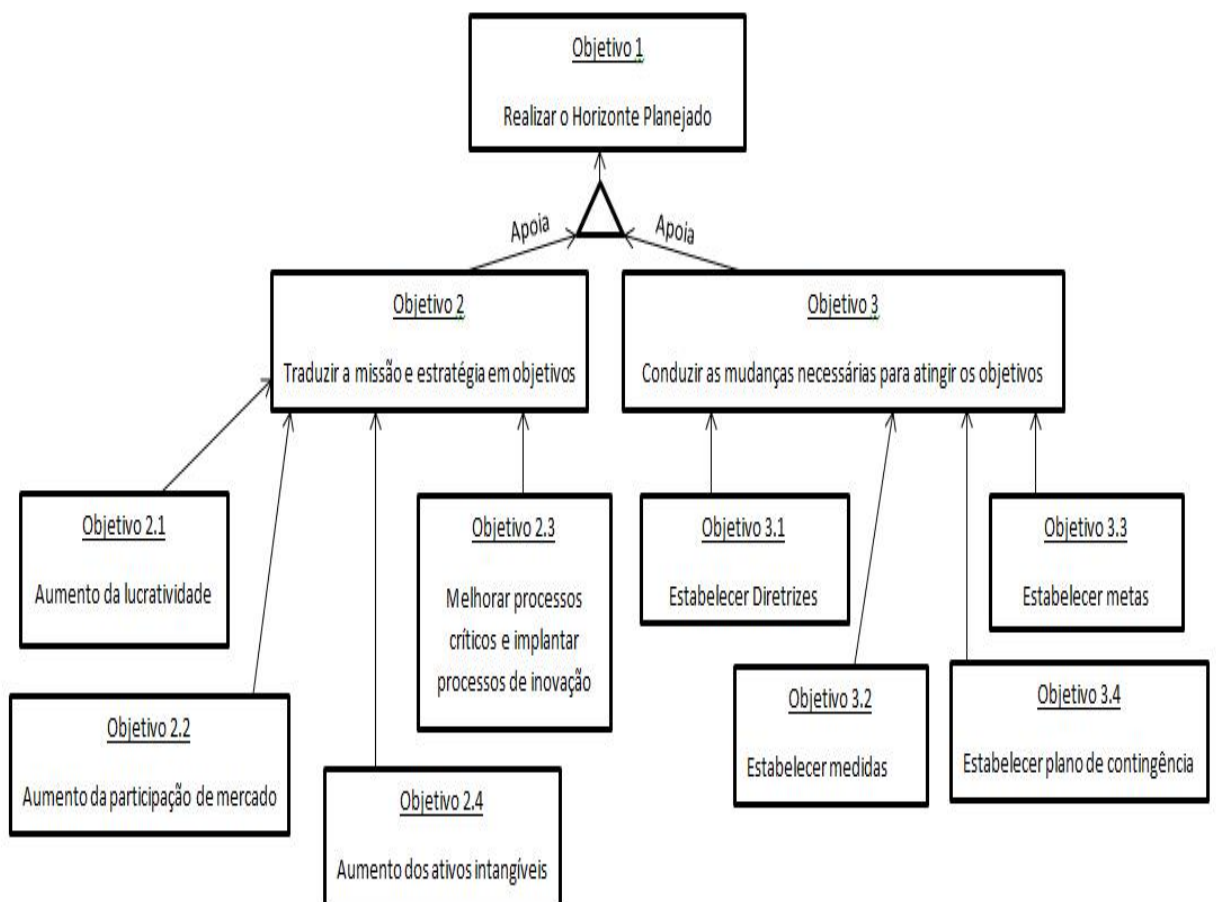 Objetivo 1
Realizar o Horizonte Planejado
Apoia
Apoia
Objetivo 2
Traduzir a missão e estratégia em objetivos
Objetivo 3
Conduzir as mudanças necessárias para atingir os objetivos
Objetivo 2.1
Aumento da lucratividade
Objetivo 2.2
Aumento da participação de mercado
Objetivo 2.3
Melhorar processos
críticos e implantar
processos de inovação
Objetivo 2.4
Aumento dos ativos intangíveis
Objetivo 3.1
Estabelecer Diretrizes
Objetivo 3.2
Estabelecer medidas
Objetivo 3.3
Estabelecer metas
Objetivo 3.4
Estabelecer plano de contingência